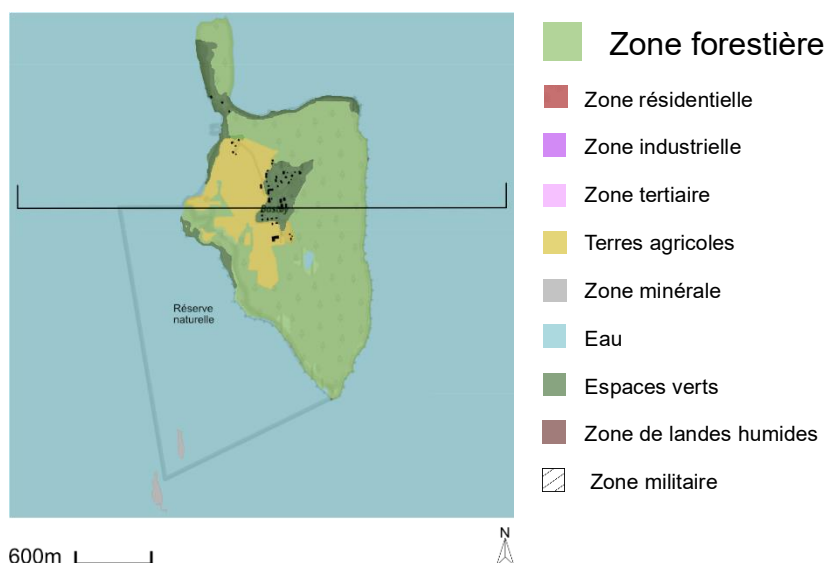 Zone forestière
Zone résidentielle
Zone industrielle
Zone tertiaire
Terres agricoles
Zone minérale
Eau
Espaces verts
Zone de landes humides
Zone militaire
Réserve
naturelle
600m
N